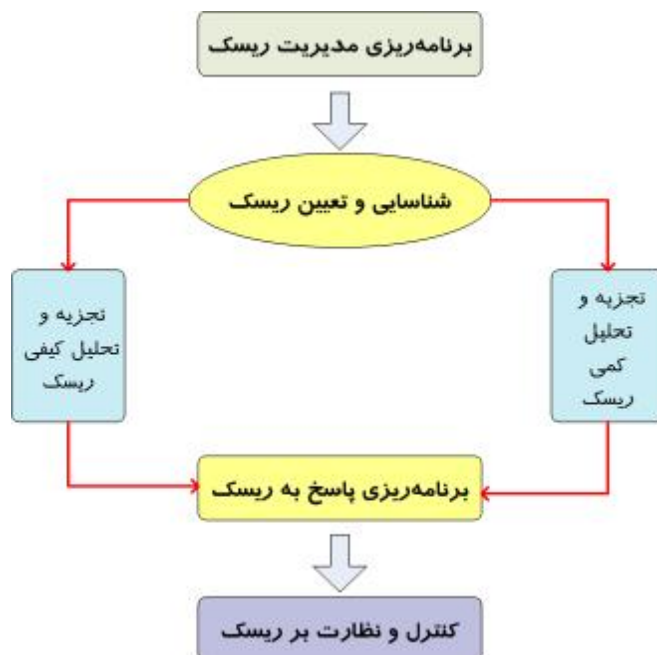 برنامه‌ریزی مدیریت ریسک
شناسایی و تعیین ریسک
تجزیه و
تحلیل
کمی
ریسک
تجزیه و
تحلیل کیفی
ریسک
برنامه‌ریزی پاسخ به ریسک
کنترل و نظارت بر ریسک